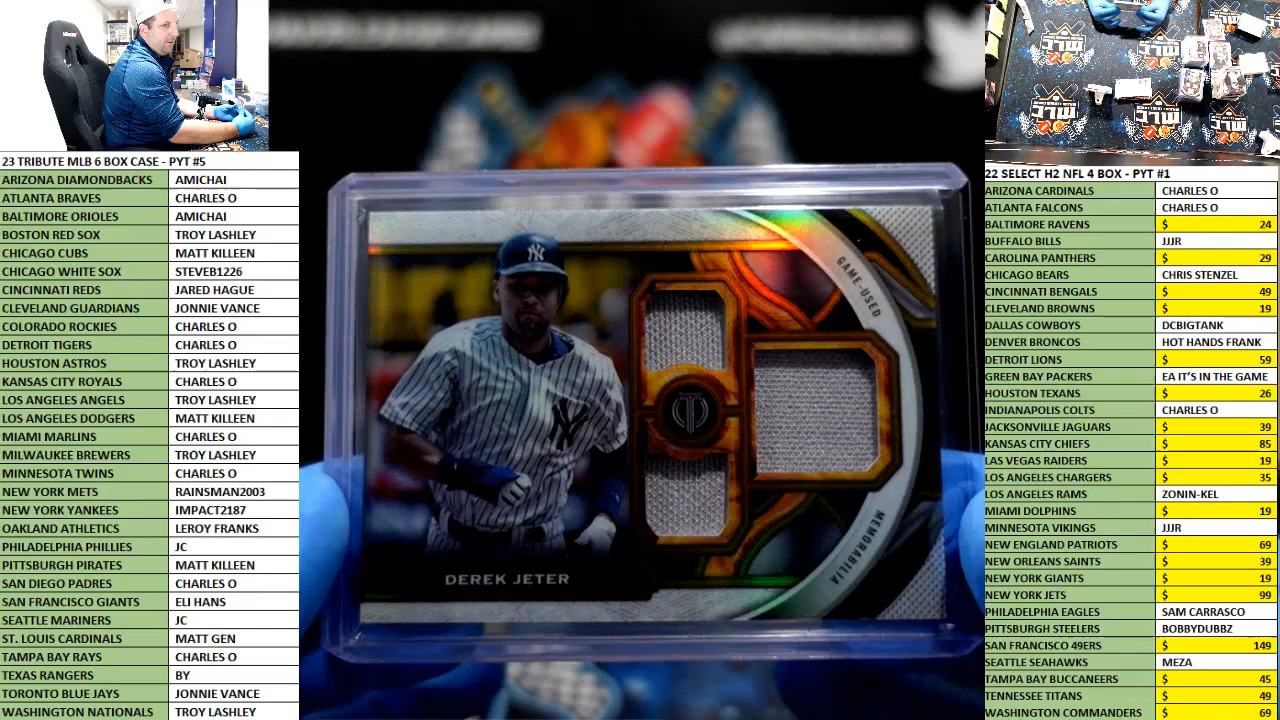 23 TRIBUTE MLB 6 BOX CASE - PYT #5
ARIZONA DIAMONDBACKS AMICHAI
ATLANTA BRAVES CHARLES O
BALTIMORE ORIOLES AMICHAI
BOSTON RED SOX TROY LASHLEY
CHICAGO CUBS MATT KILLEEN
CHICAGO WHITE SOX STEVEB1226
CINCINNATI REDS JARED HAGUE
CLEVELAND GUARDIANS JONNIE VANCE
COLORADO ROCKIES CHARLES O
DETROIT TIGERS CHARLES O
HOUSTON ASTROS TROY LASHLEY
KANSAS CITY ROYALS CHARLES O
LOS ANGELES ANGELS TROY LASHLEY
LOS ANGELES DODGERS MATT KILLEEN
MIAMI MARLINS CHARLES O
MILWAUKEE BREWERS TROY LASHLEY
MINNESOTA TWINS CHARLES O
NEW YORK METS RAINSMAN2003
NEW YORK YANKEES IMPACT2187
OAKLAND ATHLETICS LEROY FRANKS
PHILADELPHIA PHILLIES JC
PITTSBURGH PIRATES MATT KILLEEN
SAN DIEGO PADRES CHARLES O
SAN FRANCISCO GIANTS ELI HANS
SEATTLE MARINERS JC
ST. LOUIS CARDINALS MATT GEN
TAMPA BAY RAYS CHARLES O
TEXAS RANGERS BY
TORONTO BLUE JAYS JONNIE VANCE
WASHINGTON NATIONALS TROY LASHLEY
GAME-USED
MEMORABILIA
DEREK JETER
22 SELECT H2 NFL 4 BOX - PYT #1
ARIZONA CARDINALS CHARLES O
ATLANTA FALCONS CHARLES O
BALTIMORE RAVENS $ 24
BUFFALO BILLS JJJR
CAROLINA PANTHERS $ 29
CHICAGO BEARS CHRIS STENZEL
CINCINNATI BENGALS $ 49
CLEVELAND BROWNS $ 19
DALLAS COWBOYS DCBIGTANK
DENVER BRONCOS HOT HANDS FRANK
DETROIT LIONS $ 59
GREEN BAY PACKERS EA IT'S IN THE GAME
HOUSTON TEXANS $ 26
INDIANAPOLIS COLTS CHARLES O
JACKSONVILLE JAGUARS $ 39
KANSAS CITY CHIEFS $ 85
LAS VEGAS RAIDERS $ 19
LOS ANGELES CHARGERS $ 35
LOS ANGELES RAMS ZONIN-KEL
MIAMI DOLPHINS $ 19
MINNESOTA VIKINGS JJJR
NEW ENGLAND PATRIOTS $ 69
NEW ORLEANS SAINTS $ 39
NEW YORK GIANTS $ 19
NEW YORK JETS $ 99
PHILADELPHIA EAGLES SAM CARRASCO
PITTSBURGH STEELERS BOBBYDUBBZ
SAN FRANCISCO 49ERS $ 149
SEATTLE SEAHAWKS MEZA
TAMPA BAY BUCCANEERS $ 45
TENNESSEE TITANS $ 49
WASHINGTON COMMANDERS $ 69